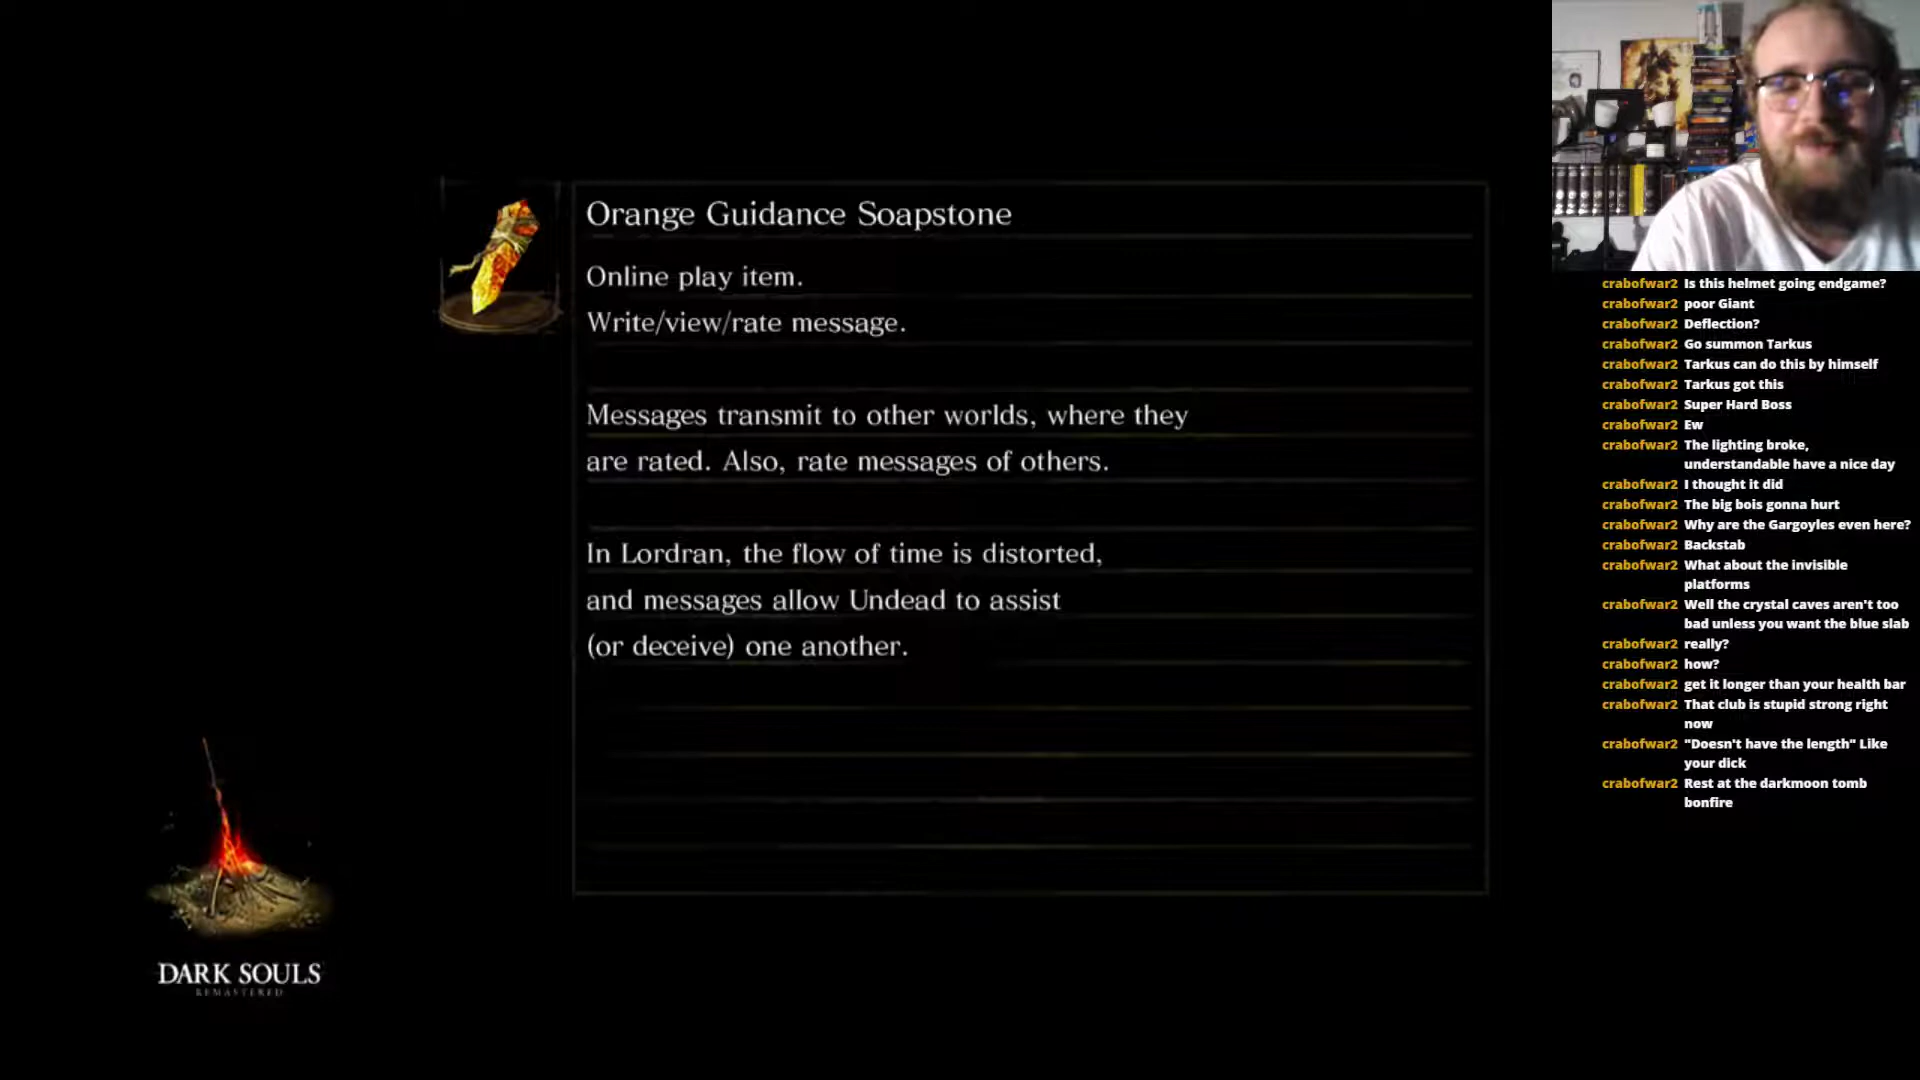 Orange Guidance Soapstone
Online play item.
Write/view/rate message.
Messages transmit to other worlds, where they
are rated. Also, rate messages of others.
In Lordran, the flow of time is distorted,
and messages allow Undead to assist
(or deceive) one another.
DARK SOULS
REMASTERED
crabofwar2 Is this helmet going endgame?
crabofwar2 poor Giant
crabofwar2 Deflection?
crabofwar2 Go summon Tarkus
crabofwar2 Tarkus can do this by himself
crabofwar2 Tarkus got this
crabofwar2 Super Hard Boss
crabofwar2 Ew
crabofwar2 The lighting broke,
understandable have a nice day
crabofwar2 I thought it did
crabofwar2 The big bois gonna hurt
crabofwar2 Why are the Gargoyles even here?
crabofwar2 Backstab
crabofwar2 What about the invisible
platforms
crabofwar2 Well the crystal caves aren't too
bad unless you want the blue slab
crabofwar2 really?
crabofwar2 how?
crabofwar2 get it longer than your health bar
crabofwar2 That club is stupid strong right
now
crabofwar2 "Doesn't have the length" Like
your dick
crabofwar2 Rest at the darkmoon tomb
bonfire